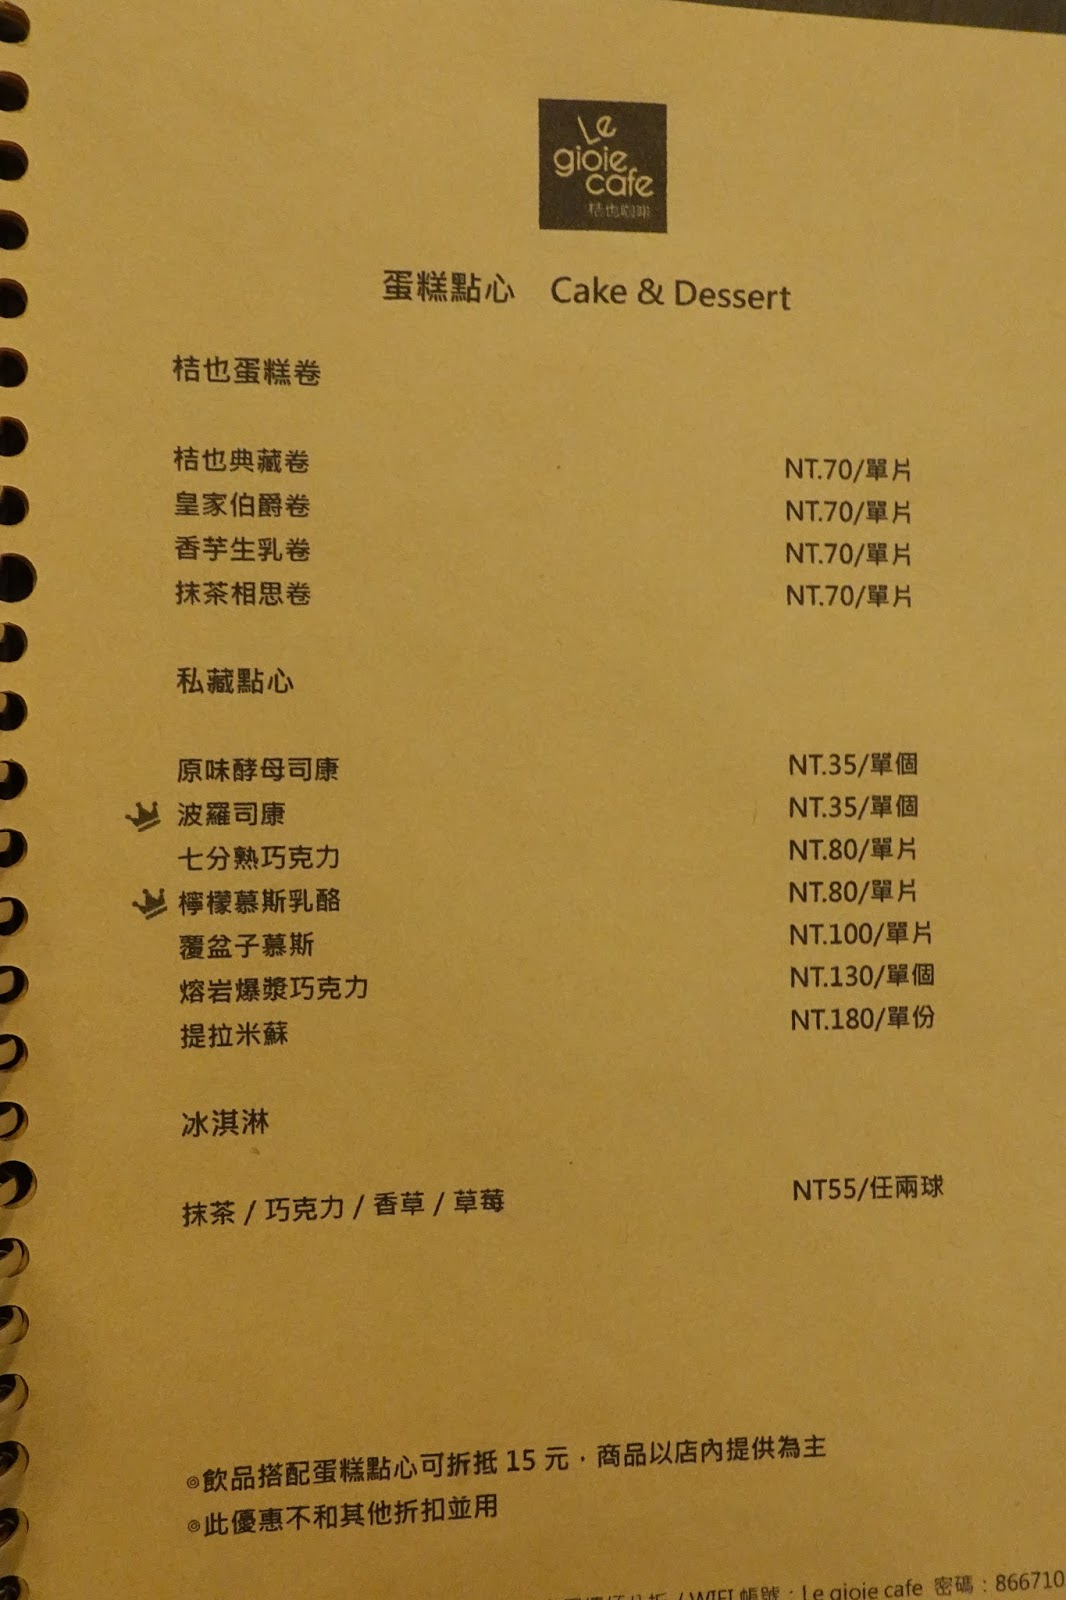 Le
gioie
cafe
桔也咖啡
蛋糕點心 Cake & Dessert
桔也蛋糕卷
桔也典藏卷 NT.70/單片
皇家伯爵卷 NT.70/單片
香芋生乳卷 NT.70/單片
抹茶相思卷 NT.70/單片
私藏點心
原味酵母司康 NT.35/單個
波羅司康 NT.35/單個
七分熟巧克力 NT.80/單片
檸檬慕斯乳酪 NT.80/單片
覆盆子慕斯 NT.100/單片
熔岩爆漿巧克力 NT.130/單個
提拉米蘇 NT.180/單份
冰淇淋
抹茶 / 巧克力 / 香草 / 草莓 NT55/任兩球
◎飲品搭配蛋糕點心可折抵 15 元，商品以店內提供為主
◎此優惠不和其他折扣並用
/ WIFI 帳號：Le gioie cafe 密碼：866710